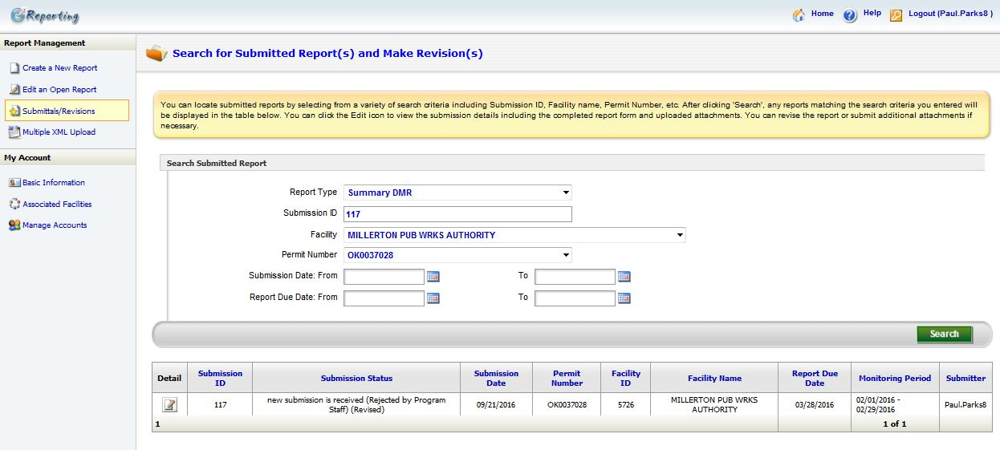 e2Reporting
Home
Help
Logout (Paul.Parks8 )
Report Management
Create a New Report
Edit an Open Report
Submittals/Revisions
Multiple XML Upload
My Account
Basic Information
Associated Facilities
Manage Accounts
Search for Submitted Report(s) and Make Revision(s)
You can locate submitted reports by selecting from a variety of search criteria including Submission ID, Facility name, Permit Number, etc. After clicking 'Search', any reports matching the search criteria you entered will
be displayed in the table below. You can click the Edit icon to view the submission details including the completed report form and uploaded attachments. You can revise the report or submit additional attachments if
necessary.
Search Submitted Report
Report Type Summary DMR
Submission ID 117
Facility MILLERTON PUB WRKS AUTHORITY
Permit Number OK0037028
Submission Date: From To
Report Due Date: From To
Search
Detail
Submission
ID
Submission Status
Submission
Date
Permit
Number
Facility
ID
Facility Name
Report Due
Date
Monitoring Period
Submitter
117
new submission is received (Rejected by Program
Staff) (Revised)
09/21/2016
OK0037028
5726
MILLERTON PUB WRKS
AUTHORITY
03/28/2016
02/01/2016 -
02/29/2016
Paul.Parks8
1
1 of 1